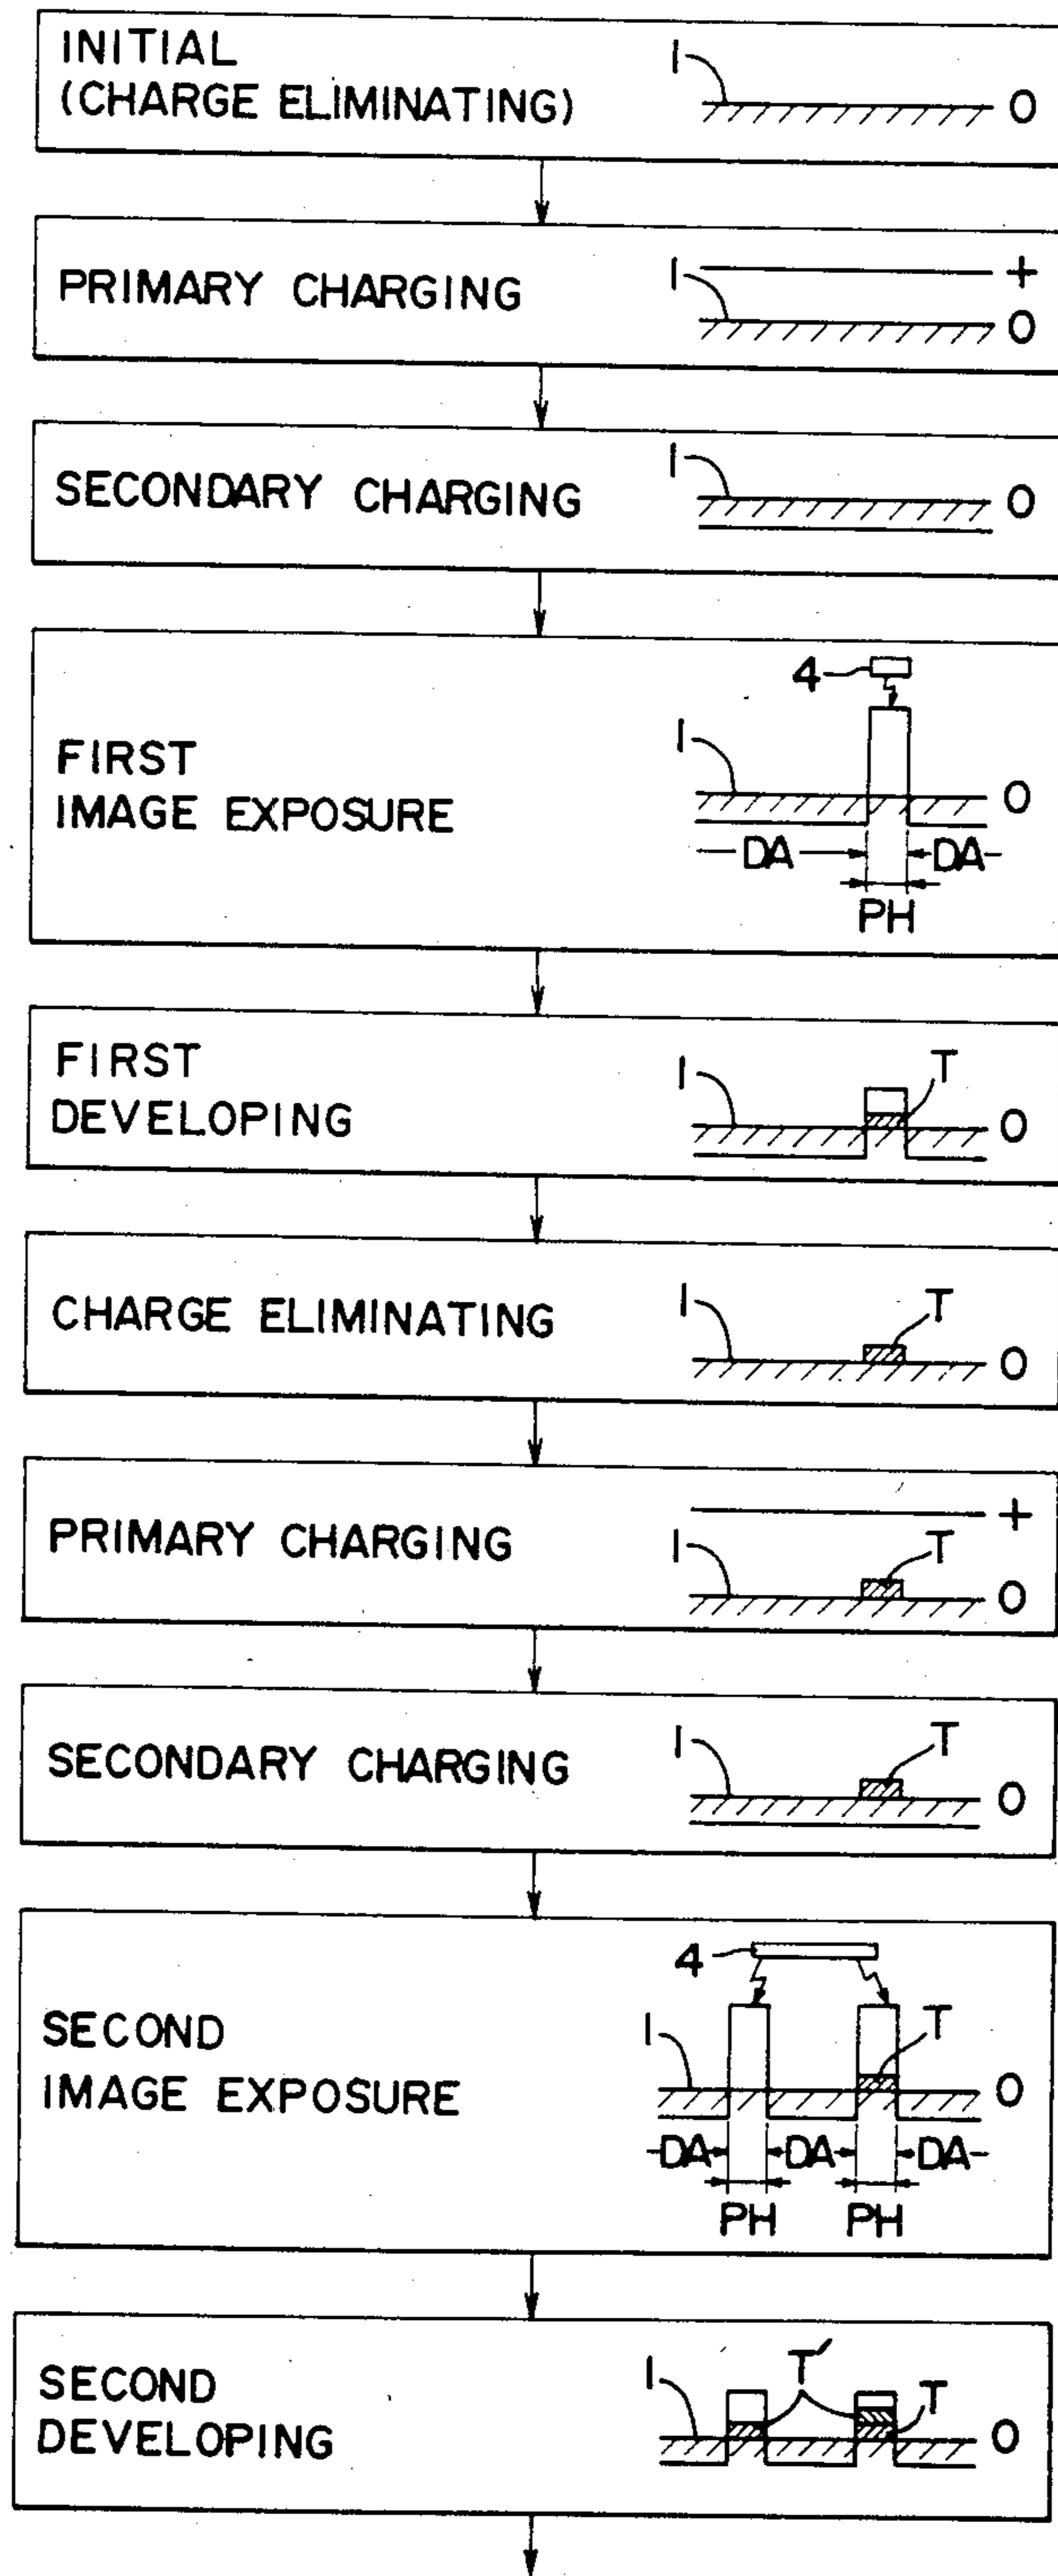 INITIAL
(CHARGE ELIMINATING)
1
0
PRIMARY CHARGING
+
1
0
SECONDARY CHARGING
1
0
4
FIRST
IMAGE EXPOSURE
1
0
DA DA
PH
FIRST
DEVELOPING
1
T
0
CHARGE ELIMINATING
1
T
0
PRIMARY CHARGING
+
1
T
0
SECONDARY CHARGING
1
T
0
4
SECOND
IMAGE EXPOSURE
1
T
0
DA DA DA
PH PH
SECOND
DEVELOPING
1
T'
T
0